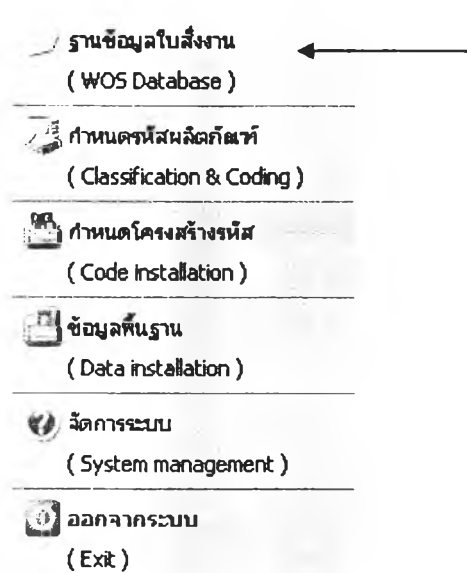 ฐานข้อมูลใบสั่งงาน
( WOS Database )
กำหนดรหัสผลิตภัณฑ์
( Classification & Coding )
กำหนดโครงสร้างรหัส
( Code installation )
ข้อมูลพื้นฐาน
( Data installation )
จัดการระบบ
( System management )
ออกจากระบบ
( Exit )